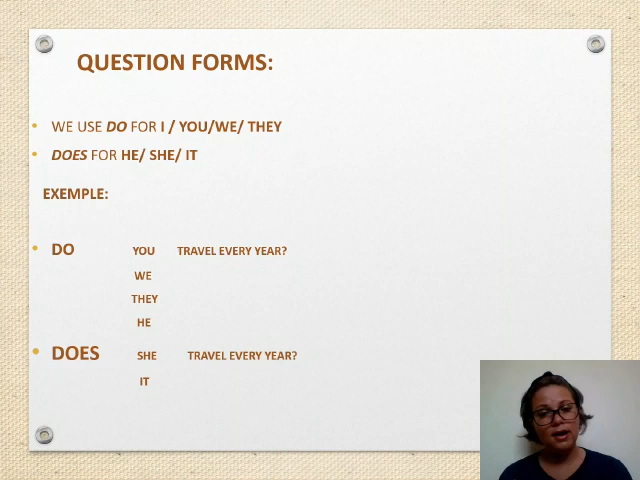 QUESTION FORMS:
WE USE DO FOR I / YOU/WE/ THEY
DOES FOR HE/ SHE/ IT
EXEMPLE:
DO YOU TRAVEL EVERY YEAR?
WE
THEY
HE
DOES SHE TRAVEL EVERY YEAR?
IT